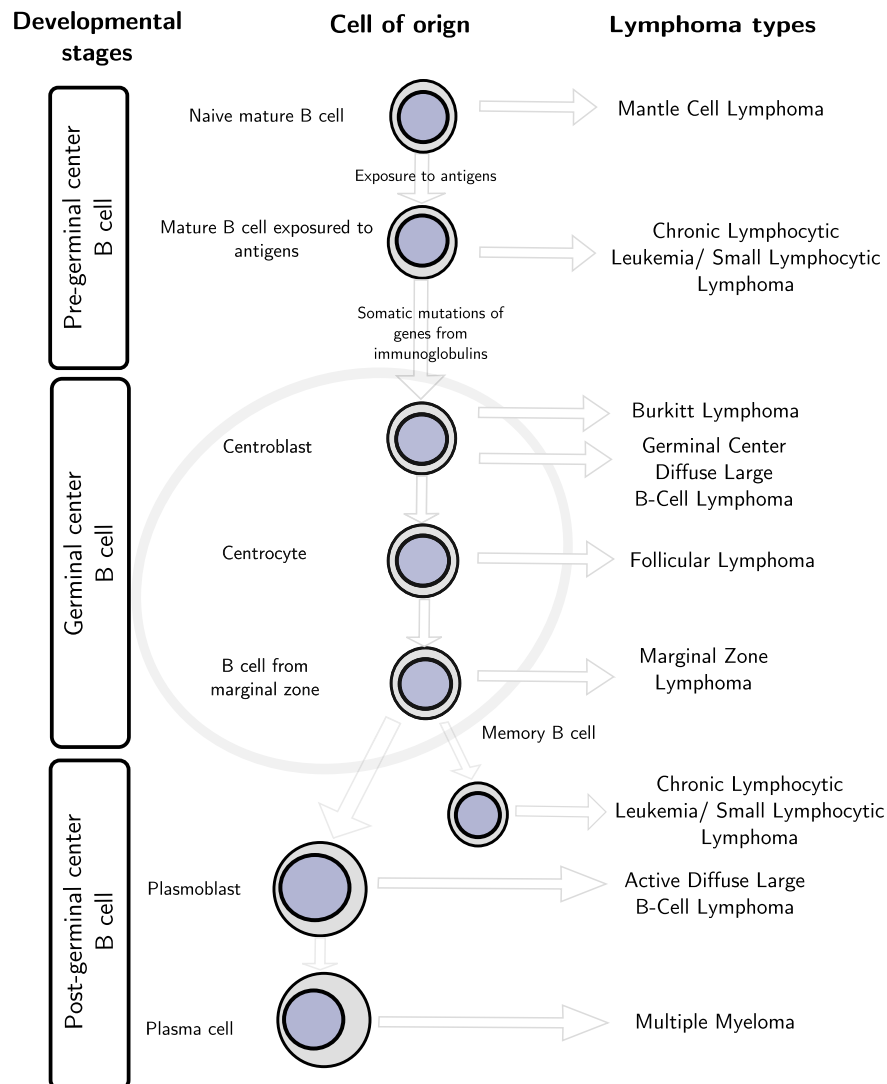 Developmental
stages
Cell of orign
Lymphoma types
Pre-germinal center
B cell
Naive mature B cell
Mantle Cell Lymphoma
Exposure to antigens
Mature B cell exposured to
antigens
Chronic Lymphocytic
Leukemia/ Small Lymphocytic
Lymphoma
Somatic mutations of
genes from
immunoglobulins
Germinal center
B cell
Centroblast
Burkitt Lymphoma
Germinal Center
Diffuse Large
B-Cell Lymphoma
Centrocyte
Follicular Lymphoma
B cell from
marginal zone
Marginal Zone
Lymphoma
Memory B cell
Chronic Lymphocytic
Leukemia/ Small Lymphocytic
Lymphoma
Post-germinal center
B cell
Plasmoblast
Active Diffuse Large
B-Cell Lymphoma
Plasma cell
Multiple Myeloma